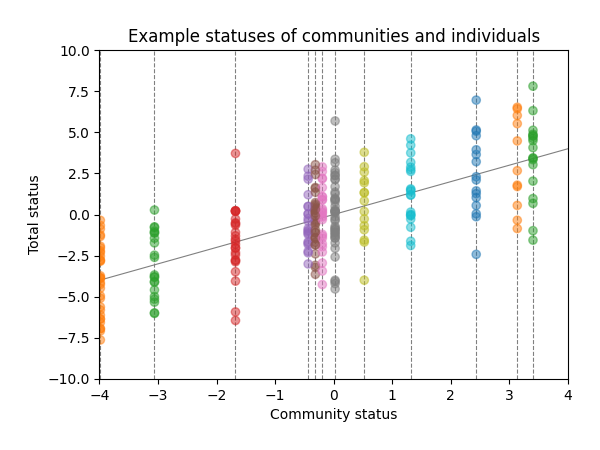 Example statuses of communities and individuals
10.0
7.5
5.0
2.5
0.0
−2.5
−5.0
−7.5
−10.0
Total status
−4 −3 −2 −1 0 1 2 3 4
Community status